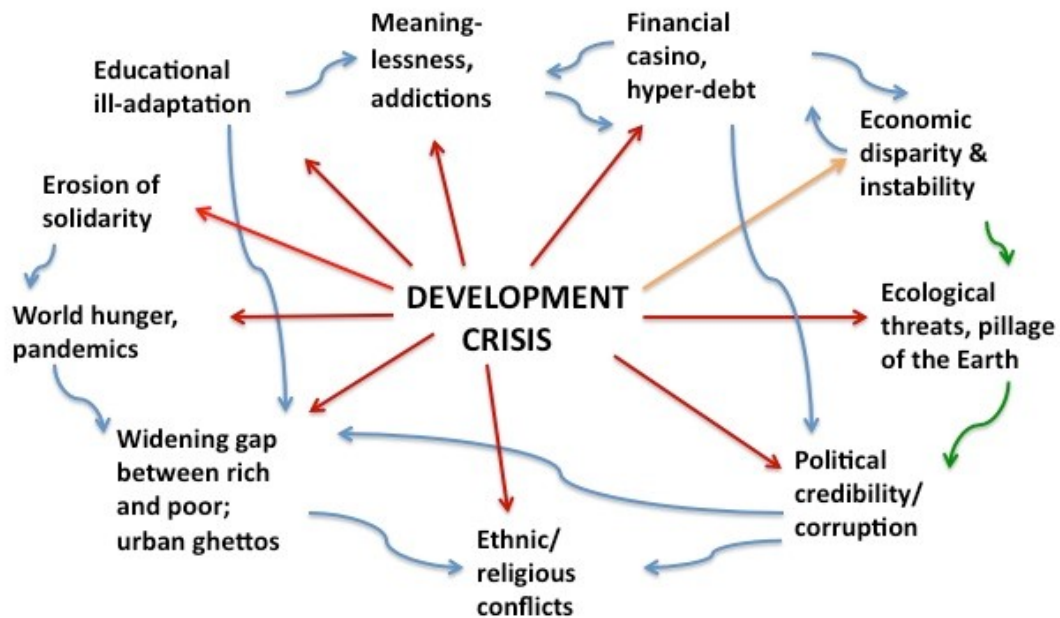 Meaning-
lessness,
addictions
Financial
casino,
hyper-debt
Educational
ill-adaptation
Economic
disparity &
instability
Erosion of
solidarity
DEVELOPMENT
CRISIS
Ecological
threats, pillage
of the Earth
World hunger,
pandemics
Widening gap
between rich
and poor;
urban ghettos
Political
credibility/
corruption
Ethnic/
religious
conflicts